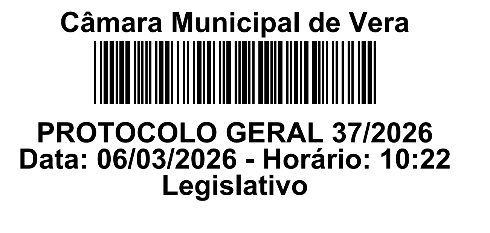 Câmara Municipal de Vera
PROTOCOLO GERAL 37/2026
Data: 06/03/2026 - Horário: 10:22
Legislativo